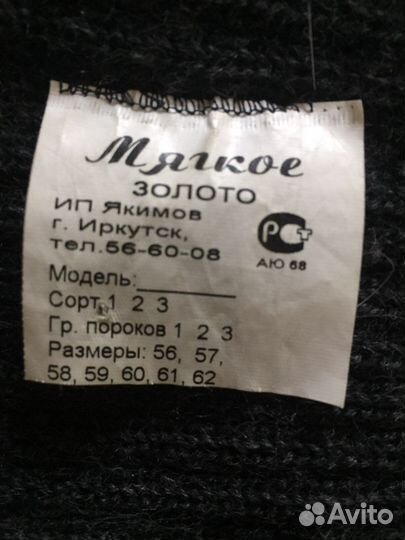 Мягкое
ЗОЛОТО
ИП Якимов
г. Иркутск,
тел.56-60-08
РСТ
АЮ 68
Модель:________
Сорт 1 2 3
Гр. пороков 1 2 3
Размеры: 56, 57,
58, 59, 60, 61, 62
Avito